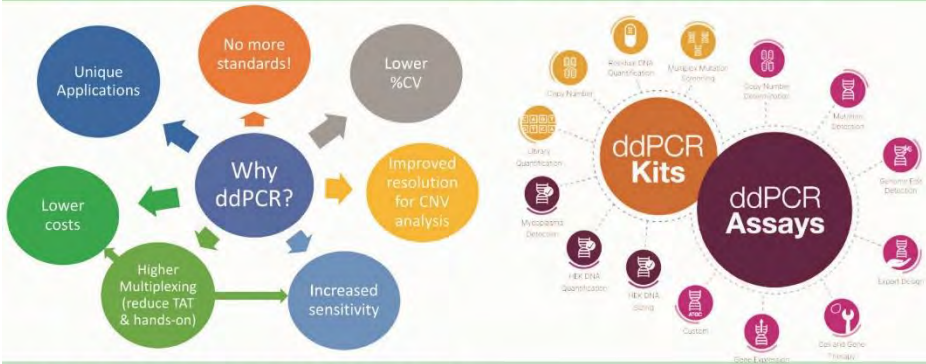 Unique
Applications
No more
standards!
Lower
%CV
Why
ddPCR?
Improved
resolution
for CNV
analysis
Lower
costs
Higher
Multiplexing
(reduce TAT
& hands-on)
Increased
sensitivity
ddPCR
Kits
Library
Quantification
Copy Number
Residual DNA
Quantification
Multiplex Mutation
Screening
Mycoplasma
Detection
HEK DNA
Quantification
HEK DNA
Sizing
ddPCR
Assays
Copy Number
Determination
Mutation
Detection
Genome Edit
Detection
Expert Design
Cell and Gene
Therapy
Gene Expression
Custom